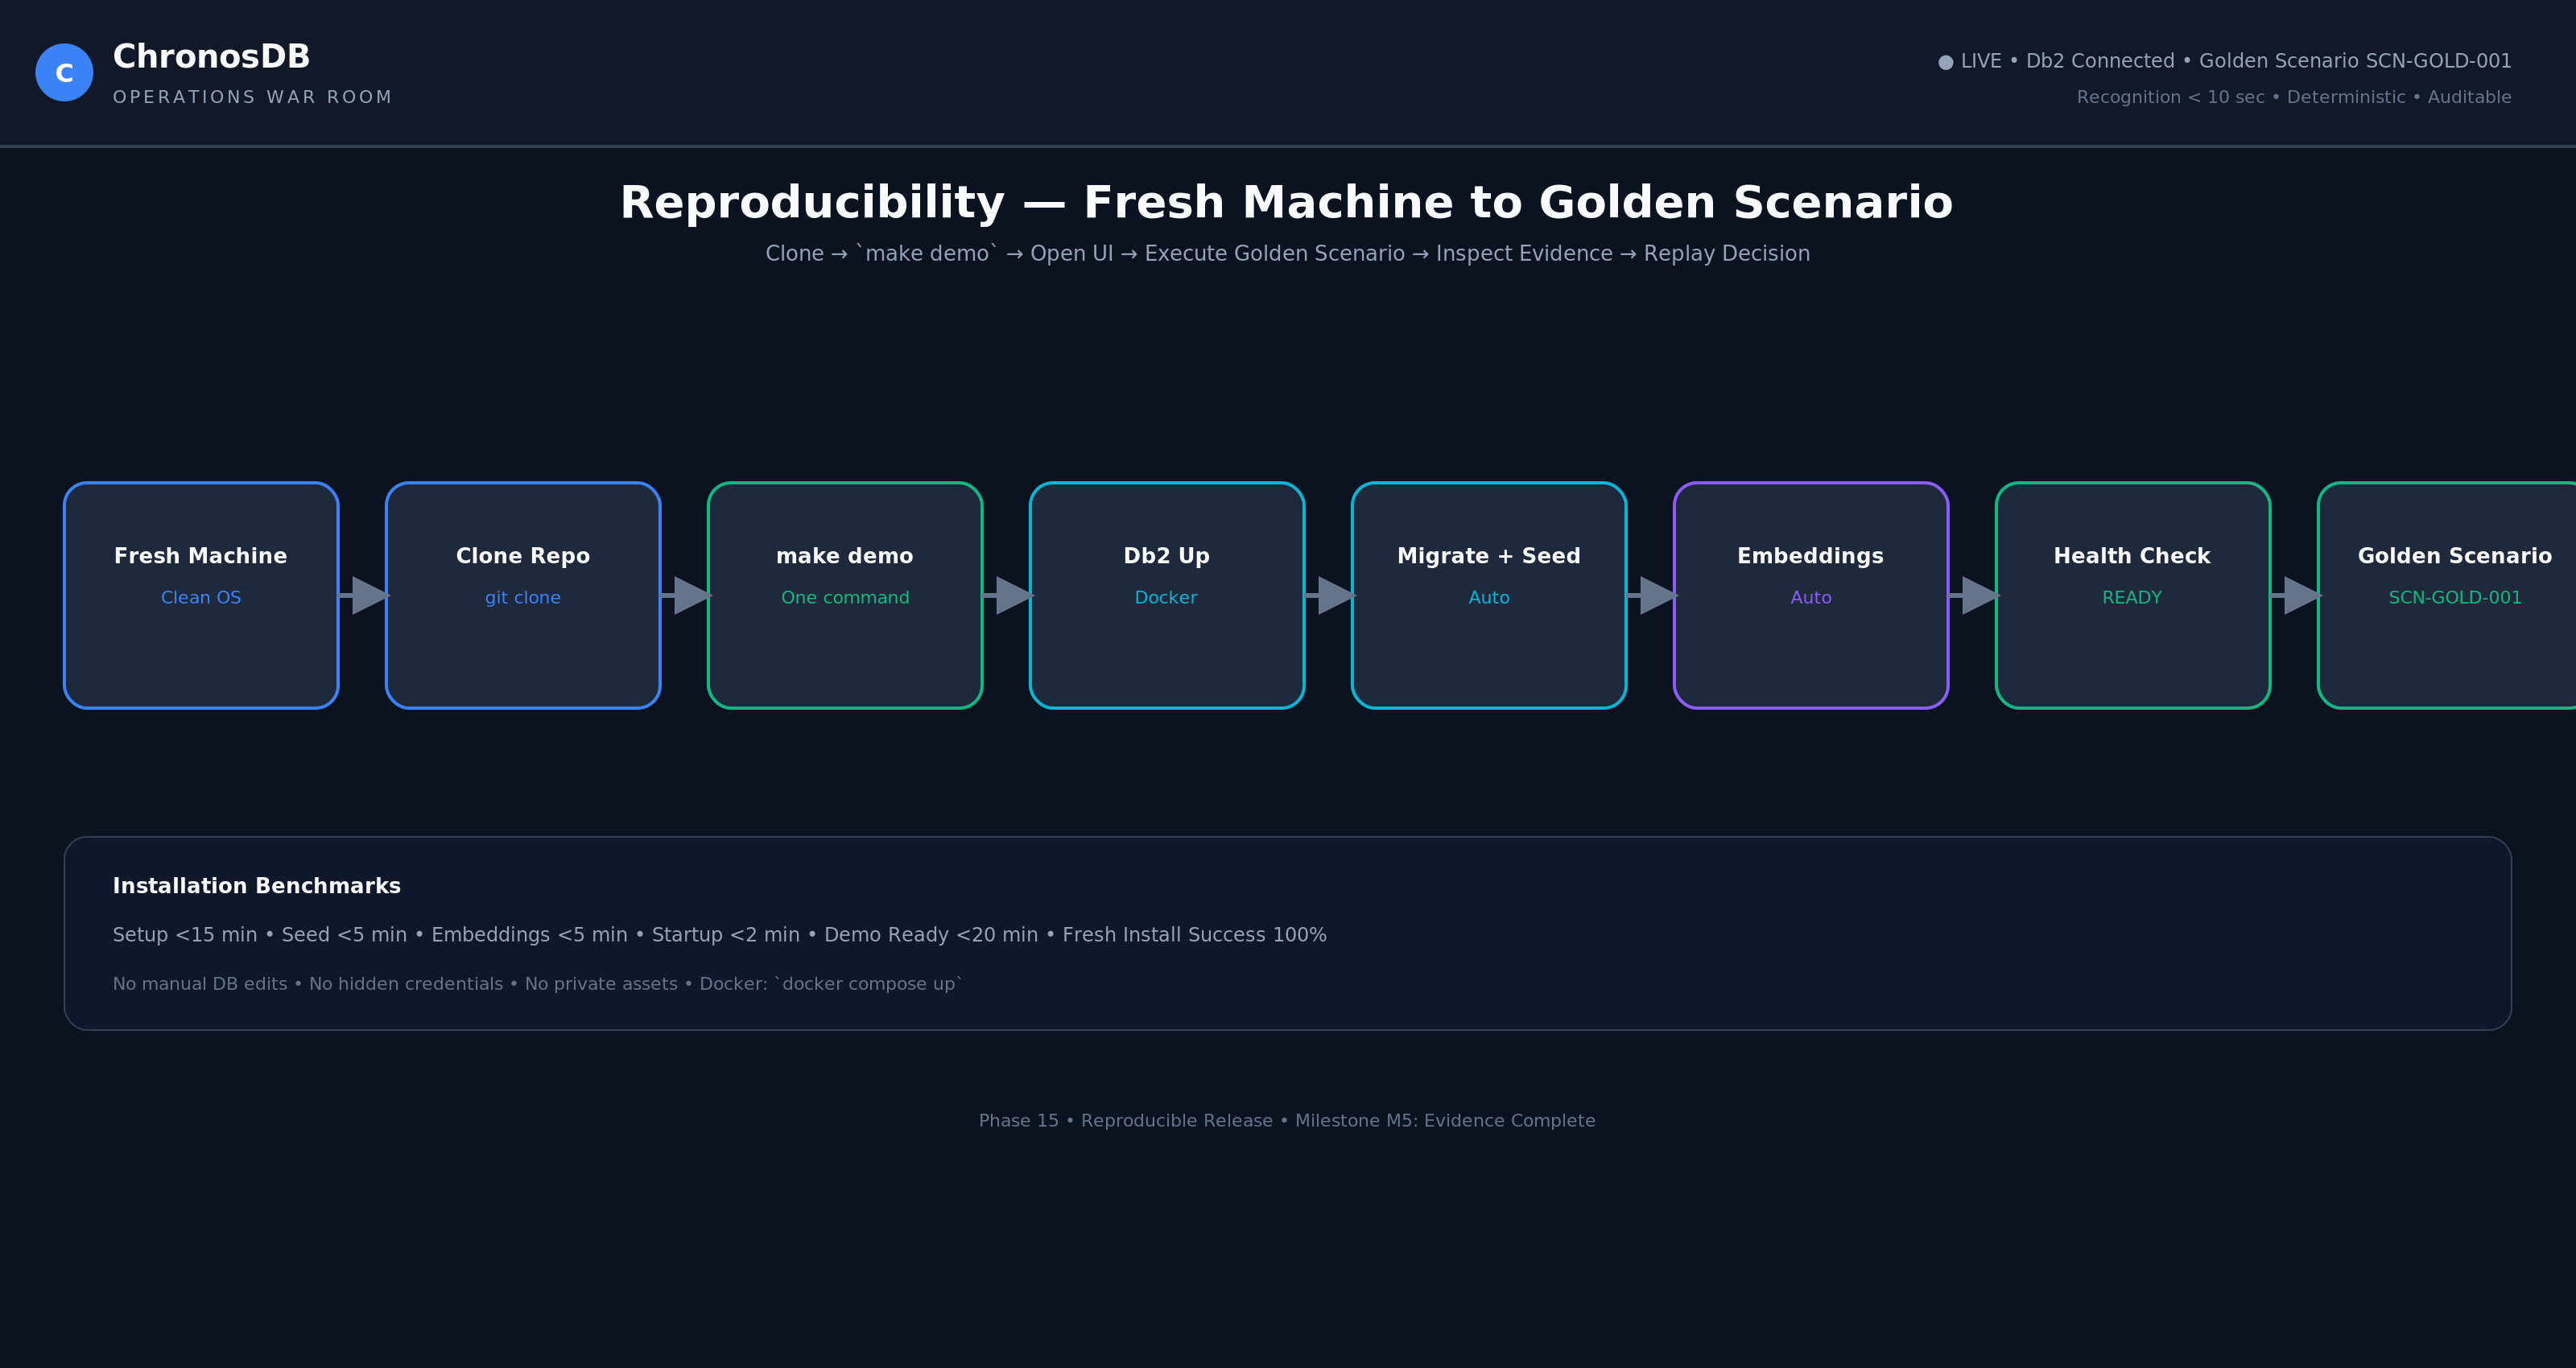 C
ChronosDB
OPERATIONS WAR ROOM
● LIVE • Db2 Connected • Golden Scenario SCN-GOLD-001
Recognition < 10 sec • Deterministic • Auditable
Reproducibility — Fresh Machine to Golden Scenario
Clone → `make demo` → Open UI → Execute Golden Scenario → Inspect Evidence → Replay Decision
Fresh Machine
Clean OS
Clone Repo
git clone
make demo
One command
Db2 Up
Docker
Migrate + Seed
Auto
Embeddings
Auto
Health Check
READY
Golden Scenario
SCN-GOLD-001
Installation Benchmarks
Setup <15 min • Seed <5 min • Embeddings <5 min • Startup <2 min • Demo Ready <20 min • Fresh Install Success 100%
No manual DB edits • No hidden credentials • No private assets • Docker: `docker compose up`
Phase 15 • Reproducible Release • Milestone M5: Evidence Complete